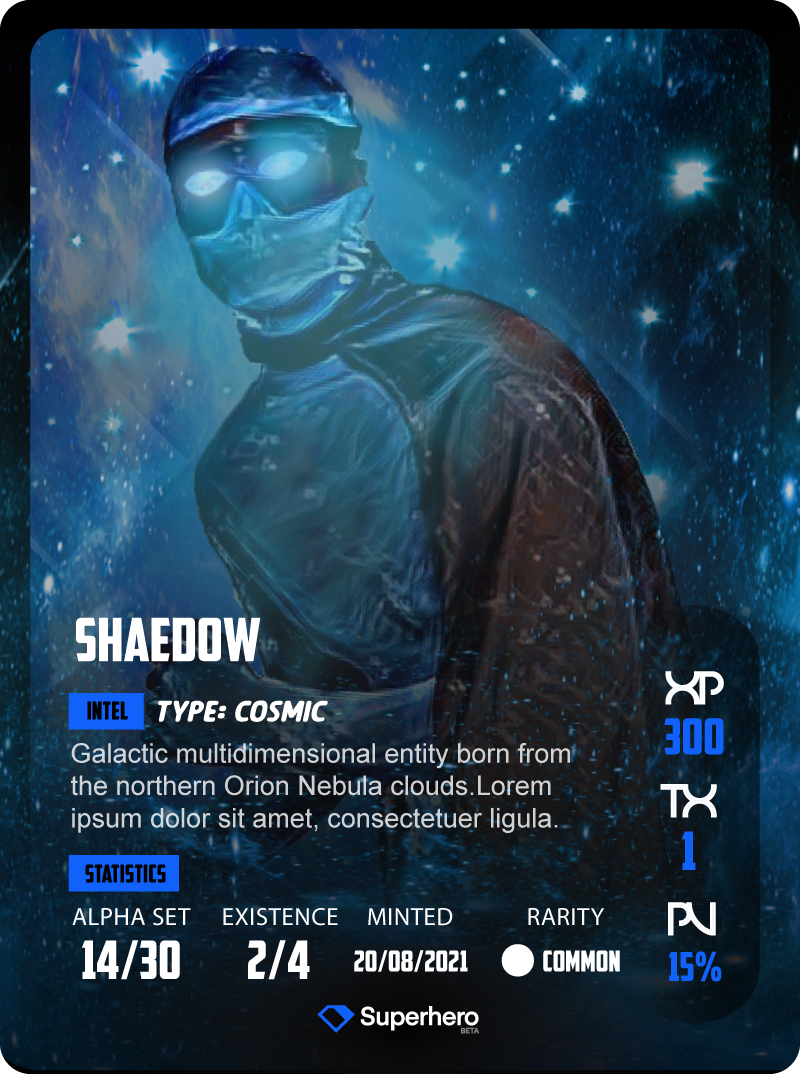 SHAEDOW
INTEL TYPE: COSMIC
Galactic multidimensional entity born from
the northern Orion Nebula clouds.Lorem
ipsum dolor sit amet, consectetuer ligula.
STATISTICS
ALPHA SET EXISTENCE MINTED RARITY
14/30 2/4 20/08/2021 COMMON
XP
300
TX
1
PV
15%
Superhero
BETA